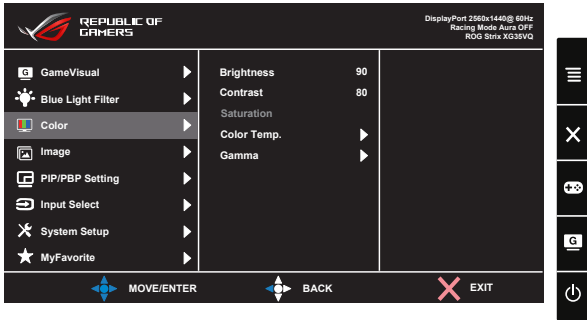 REPUBLIC OF
GAMERS
DisplayPort 2560x1440@ 60Hz
Racing Mode Aura OFF
ROG Strix XG35VQ
G GameVisual
Blue Light Filter
Color
Image
PIP/PBP Setting
Input Select
System Setup
MyFavorite
Brightness 90
Contrast 80
Saturation
Color Temp.
Gamma
MOVE/ENTER
BACK
EXIT
G